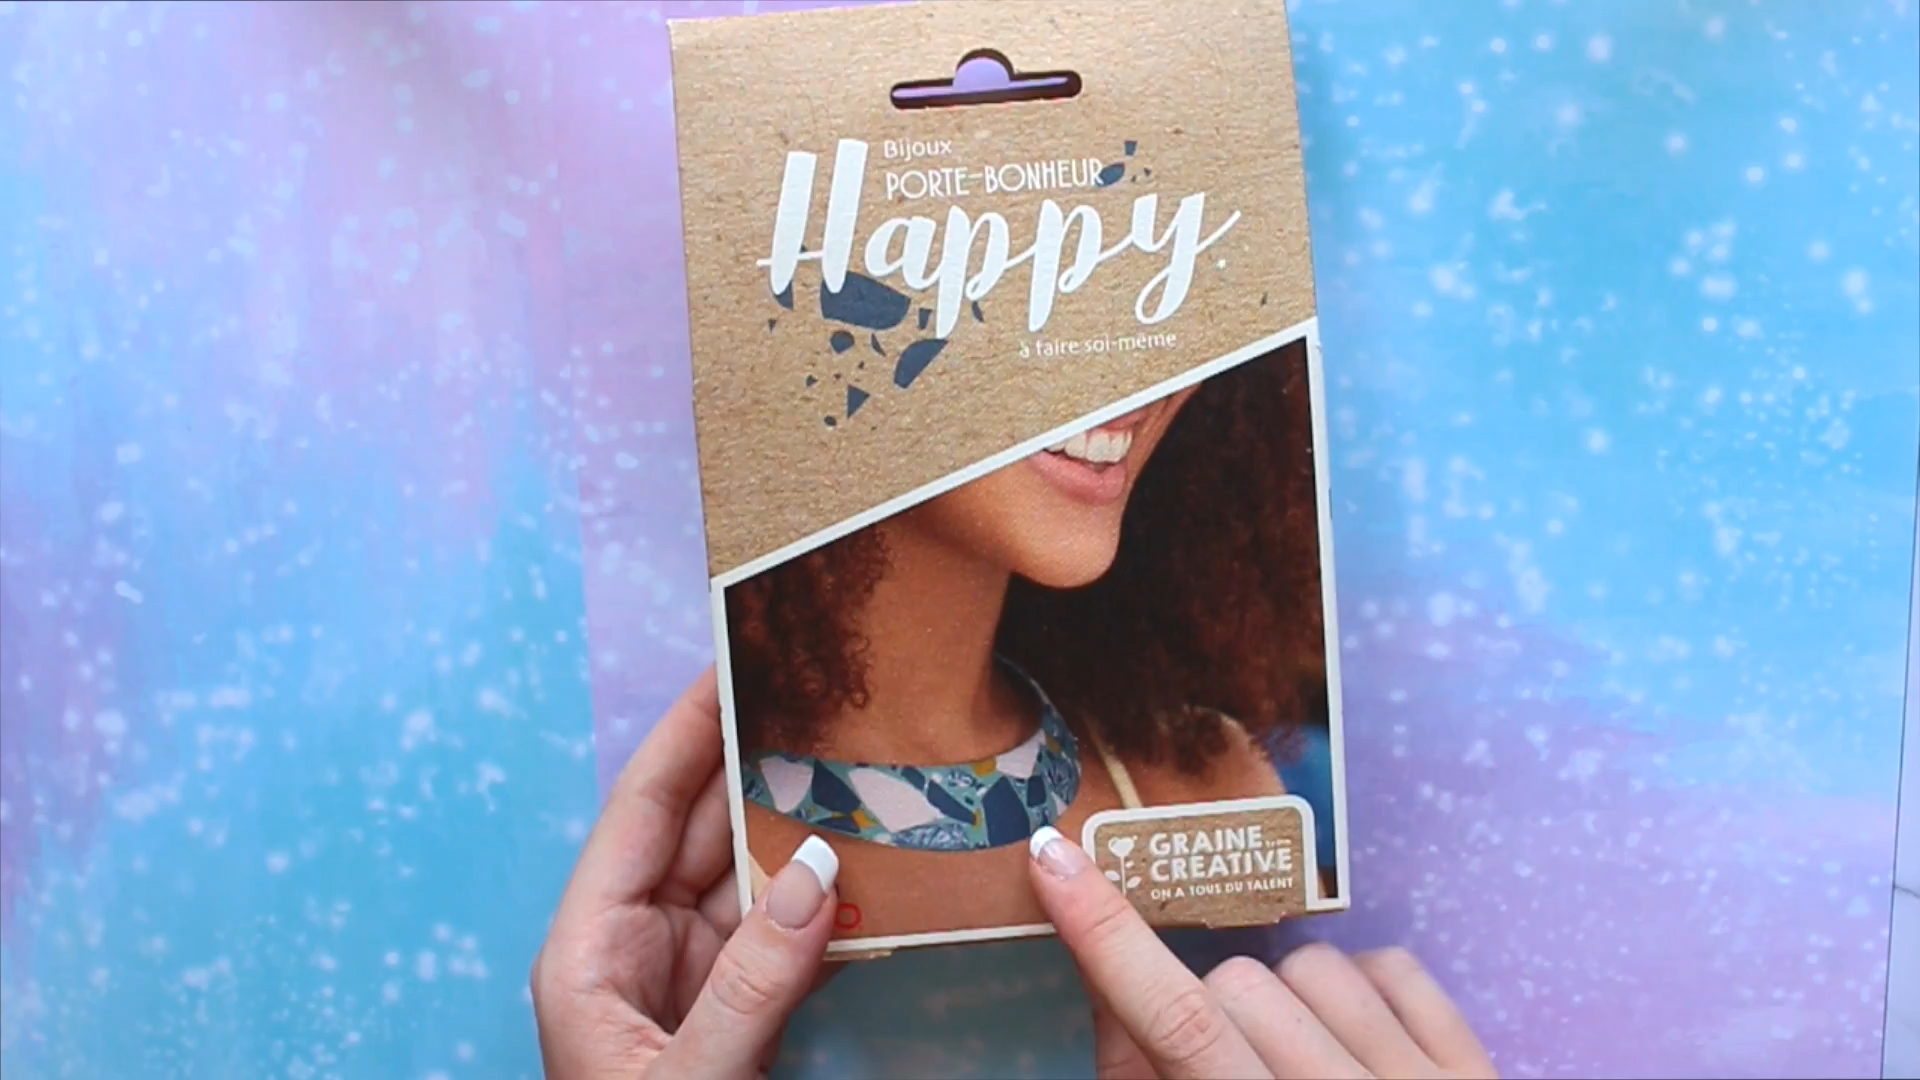 Bijoux
PORTE-BONHEUR
Happy
à faire soi-même
GRAINE
CREATIVE
ON A TOUS DU TALENT